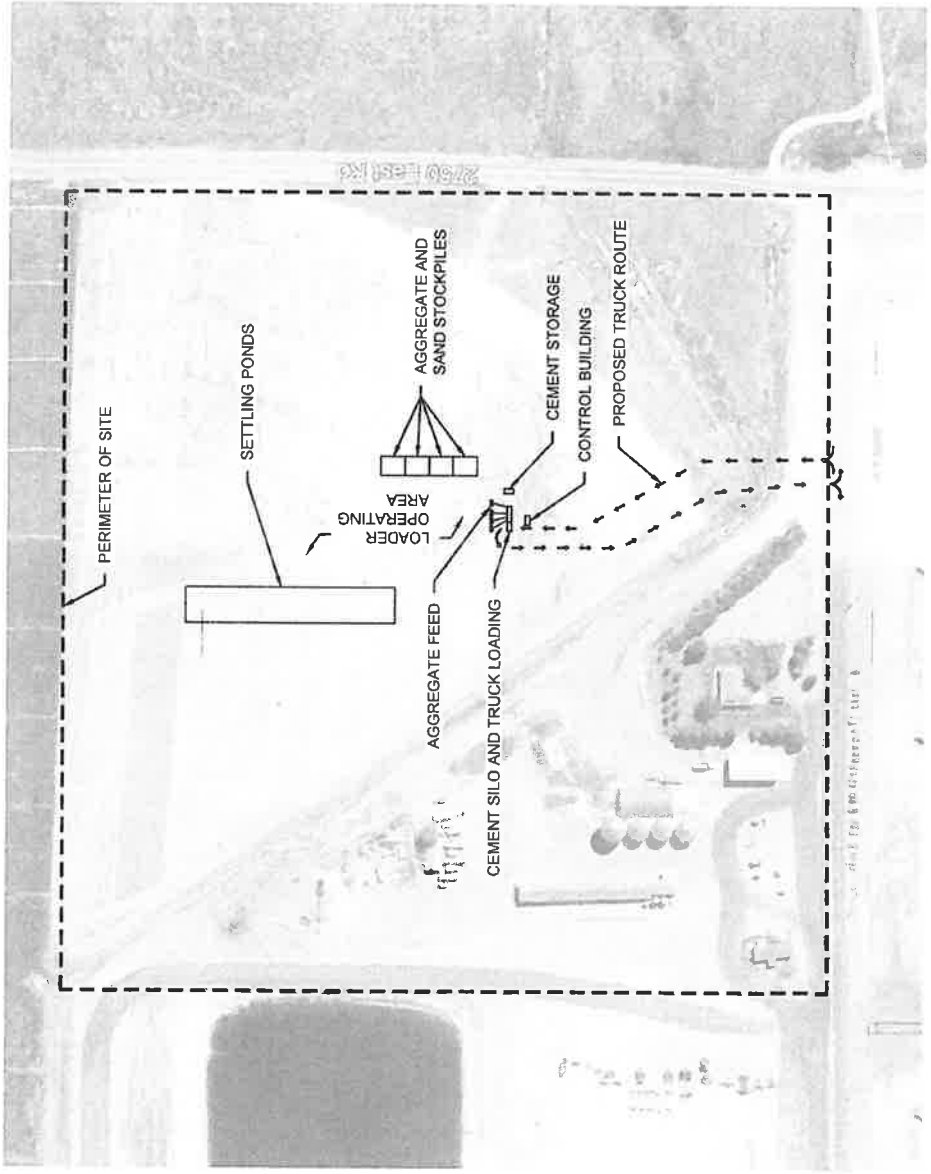 PERIMETER OF SITE
SETTLING PONDS
AGGREGATE AND
SAND STOCKPILES
LOADER
OPERATING
AREA
AGGREGATE FEED
CEMENT SILO AND TRUCK LOADING
CEMENT STORAGE
CONTROL BUILDING
PROPOSED TRUCK ROUTE
2750 East Rd